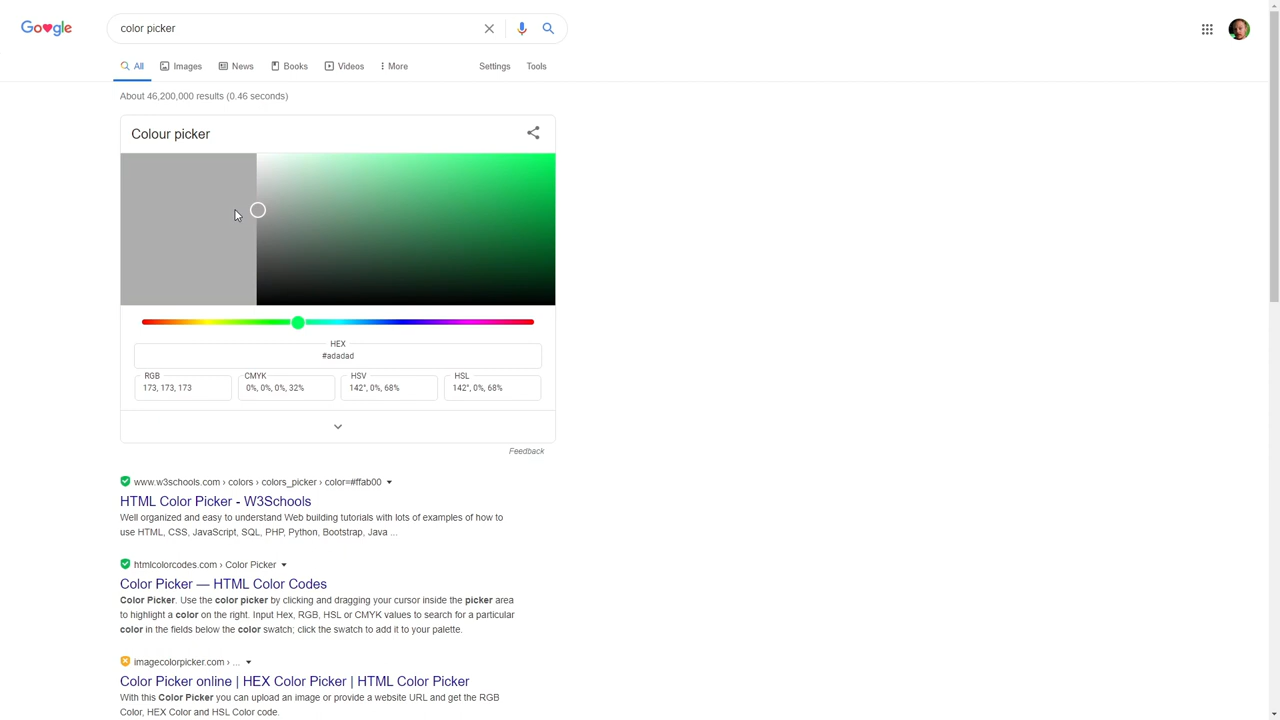 Google
color picker
All
Images
News
Books
Videos
More
Settings
Tools
About 46,200,000 results (0.46 seconds)
Colour picker
HEX
#adadad
RGB
173, 173, 173
CMYK
0%, 0%, 0%, 32%
HSV
142°, 0%, 68%
HSL
142°, 0%, 68%
Feedback
www.w3schools.com › colors › colors_picker › color=#ffab00
HTML Color Picker - W3Schools
Well organized and easy to understand Web building tutorials with lots of examples of how to
use HTML, CSS, JavaScript, SQL, PHP, Python, Bootstrap, Java ...
htmlcolorcodes.com › Color Picker
Color Picker — HTML Color Codes
Color Picker. Use the color picker by clicking and dragging your cursor inside the picker area
to highlight a color on the right. Input Hex, RGB, HSL or CMYK values to search for a particular
color in the fields below the color swatch; click the swatch to add it to your palette.
imagecolorpicker.com › ...
Color Picker online | HEX Color Picker | HTML Color Picker
With this Color Picker you can upload an image or provide a website URL and get the RGB
Color, HEX Color and HSL Color code.